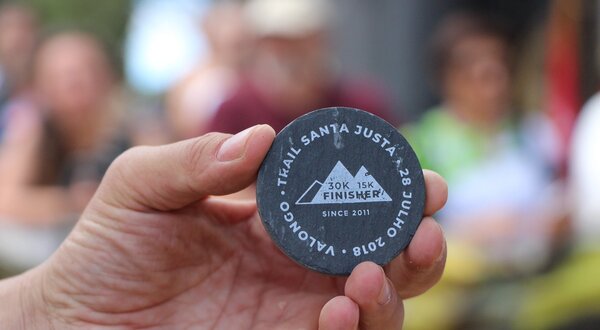 • TRAIL SANTA JUSTA • 28 JULHO 2018 • VALONGO
30K 15K
FINISHER
SINCE 2011